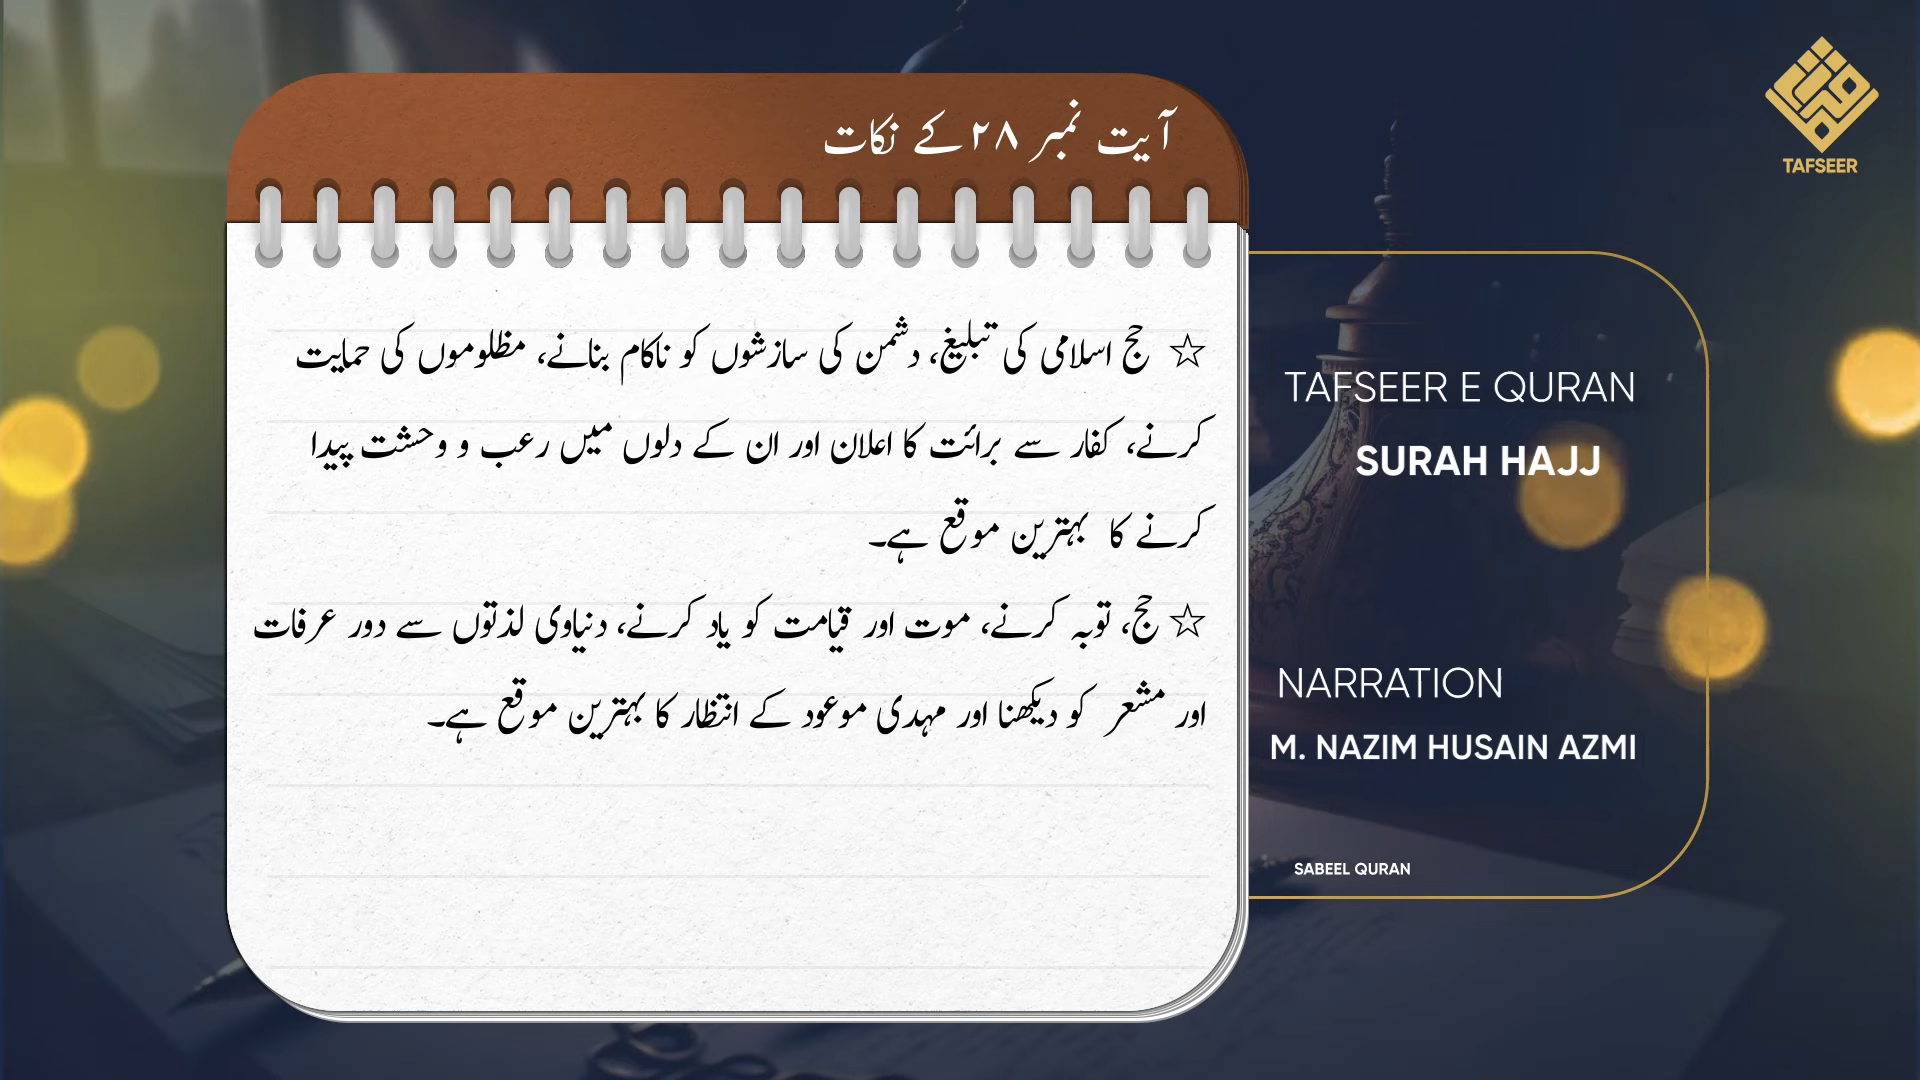 آیت نمبر ۲۸ کے نکات
☆ حج اسلامی کی تبلیغ، دشمن کی سازشوں کو ناکام بنانے، مظلوموں کی حمایت
کرنے، کفار سے برائت کا اعلان اور ان کے دلوں میں رعب و وحشت پیدا
کرنے کا بہترین موقع ہے۔
☆ حج، توبہ کرنے، موت اور قیامت کو یاد کرنے، دنیاوی لذتوں سے دور عرفات
اور مشعر کو دیکھنا اور مہدی موعود کے انتظار کا بہترین موقع ہے۔
TAFSEER
TAFSEER E QURAN
SURAH HAJJ
NARRATION
M. NAZIM HUSAIN AZMI
SABEEL QURAN